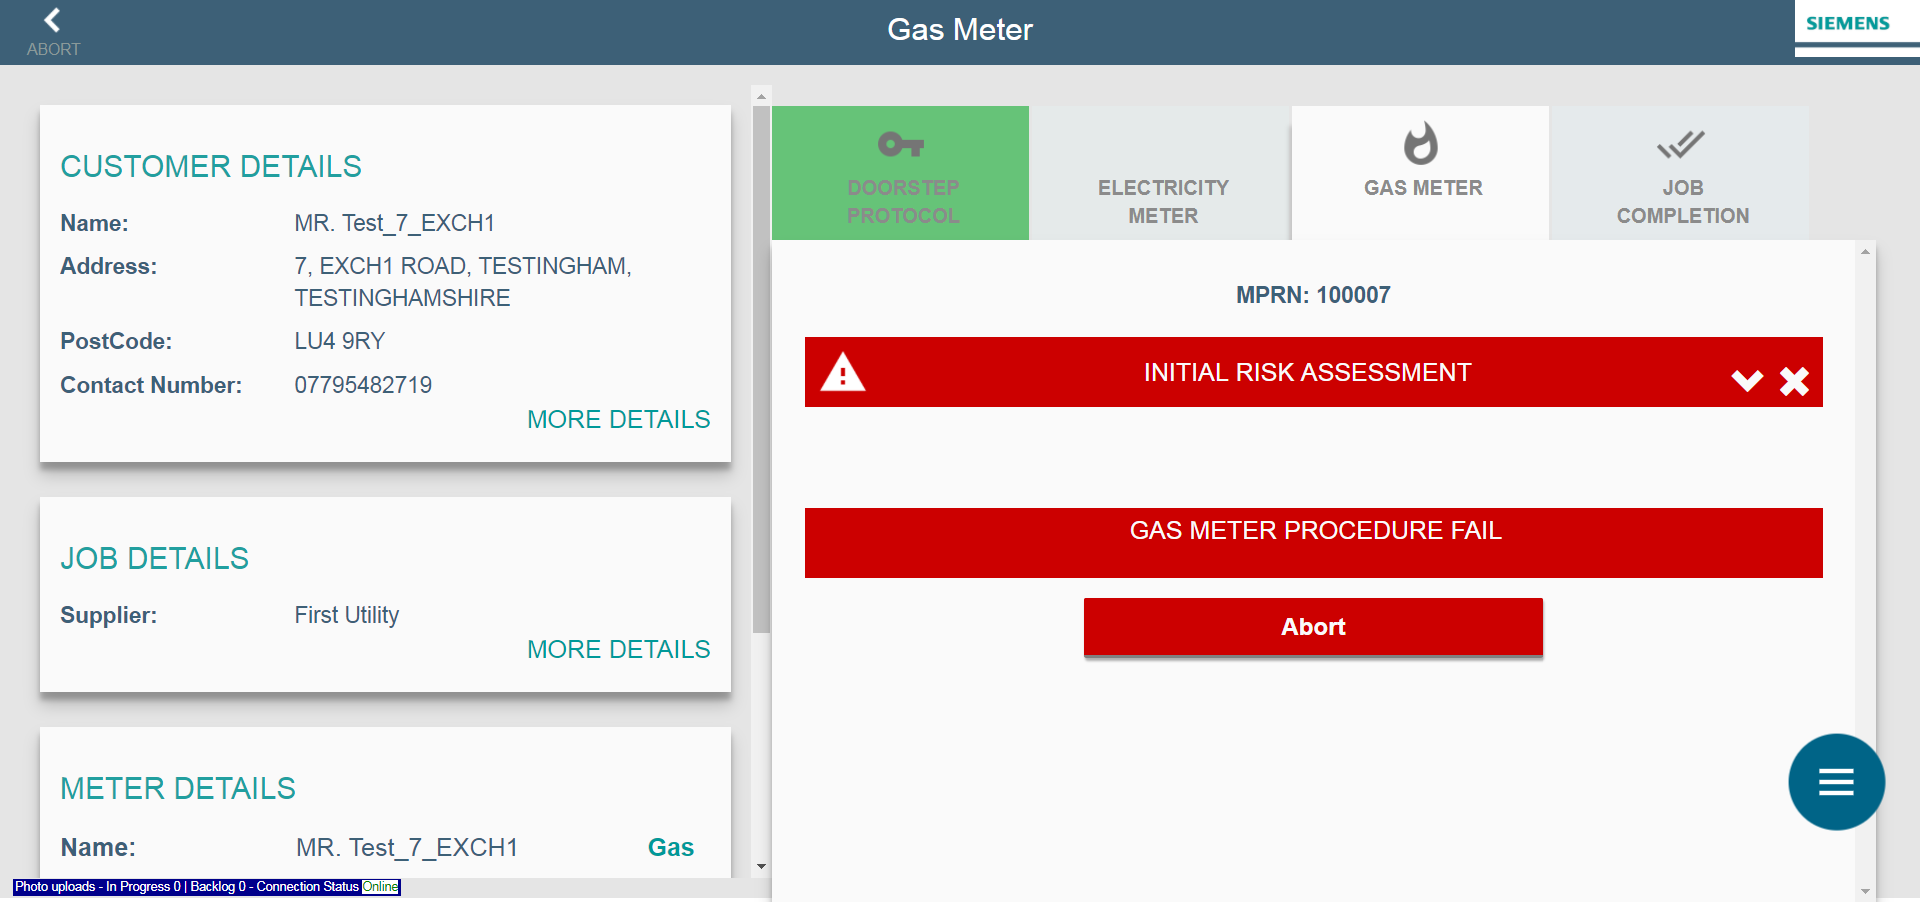 ABORT
Gas Meter
SIEMENS
CUSTOMER DETAILS
Name: MR. Test_7_EXCH1
Address: 7, EXCH1 ROAD, TESTINGHAM,
TESTINGHAMSHIRE
PostCode: LU4 9RY
Contact Number: 07795482719
MORE DETAILS
JOB DETAILS
Supplier: First Utility
MORE DETAILS
METER DETAILS
Name: MR. Test_7_EXCH1 Gas
Photo uploads - In Progress 0 | Backlog 0 - Connection Status Online
DOORSTEP
PROTOCOL
ELECTRICITY
METER
GAS METER
JOB
COMPLETION
MPRN: 100007
INITIAL RISK ASSESSMENT
GAS METER PROCEDURE FAIL
Abort